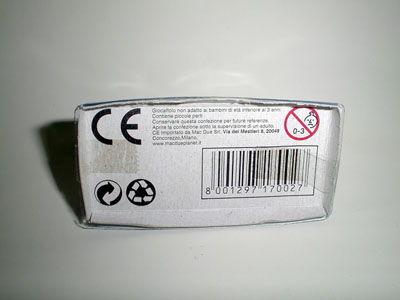 CE
Giocattolo non adatto ai bambini di età inferiore ai 3 anni.
Contiene piccole parti
Conservare questa confezione per future referenze.
Aprire la confezione sotto la supervisione di un adulto.
CE Importato da Mac Due Srl, Via dei Mestieri 8, 20049
Concorezzo,Milano.
www.macdueplanet.it
0-3
8 001297 170027